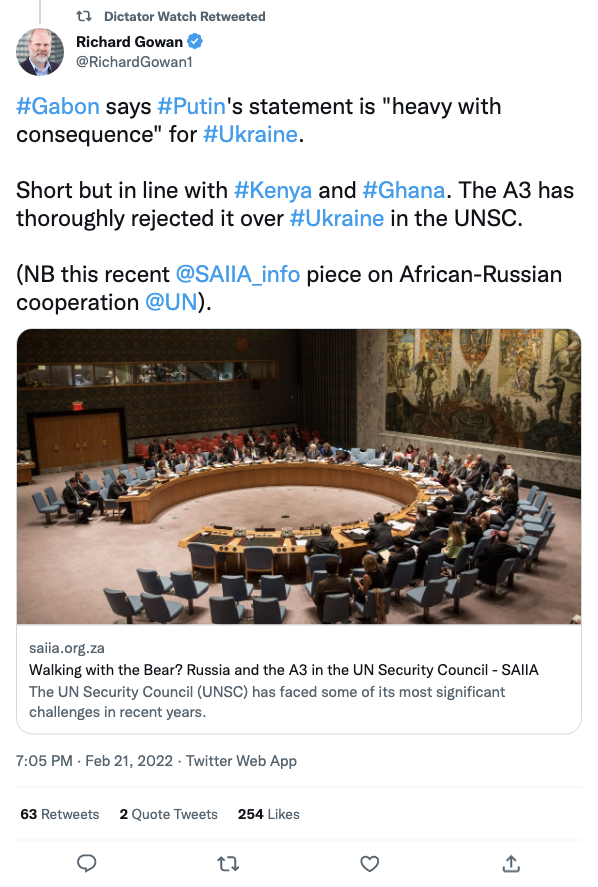 Dictator Watch Retweeted
Richard Gowan
@RichardGowan1
#Gabon says #Putin's statement is "heavy with
consequence" for #Ukraine.
Short but in line with #Kenya and #Ghana. The A3 has
thoroughly rejected it over #Ukraine in the UNSC.
(NB this recent @SAIIA_info piece on African-Russian
cooperation @UN).
saiia.org.za
Walking with the Bear? Russia and the A3 in the UN Security Council - SAIIA
The UN Security Council (UNSC) has faced some of its most significant
challenges in recent years.
7:05 PM · Feb 21, 2022 · Twitter Web App
63 Retweets 2 Quote Tweets 254 Likes